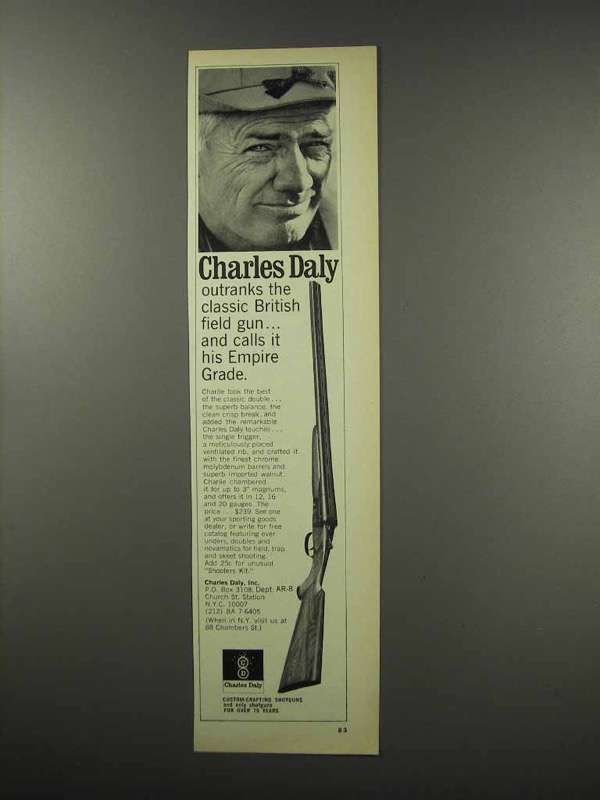 Charles Daly
outranks the
classic British
field gun...
and calls it
his Empire
Grade.
Charlie took the best
of the classic double...
the superb balance, the
clean crisp break, and
added the remarkable
Charles Daly touches...
the single trigger,
a meticulously placed
ventilated rib, and crafted it
with the finest chrome
molybdenum barrels and
superb imported walnut.
Charlie chambered
it for up to 3" magnums,
and offers it in 12, 16
and 20 gauges. The
price... $239. See one
at your sporting goods
dealer, or write for free
catalog featuring over
unders, doubles and
novamatics for field, trap
and skeet shooting.
Add 25c for unusual
"Shooters Kit."
Charles Daly, Inc.
P.O. Box 3108, Dept. AR-8
Church St. Station
N.Y.C. 10007
(212) BA 7-6405
(When in N.Y. visit us at
88 Chambers St.)
C
D
Charles Daly
CUSTOM-CRAFTING SHOTGUNS
and only shotguns
FOR OVER 75 YEARS
83